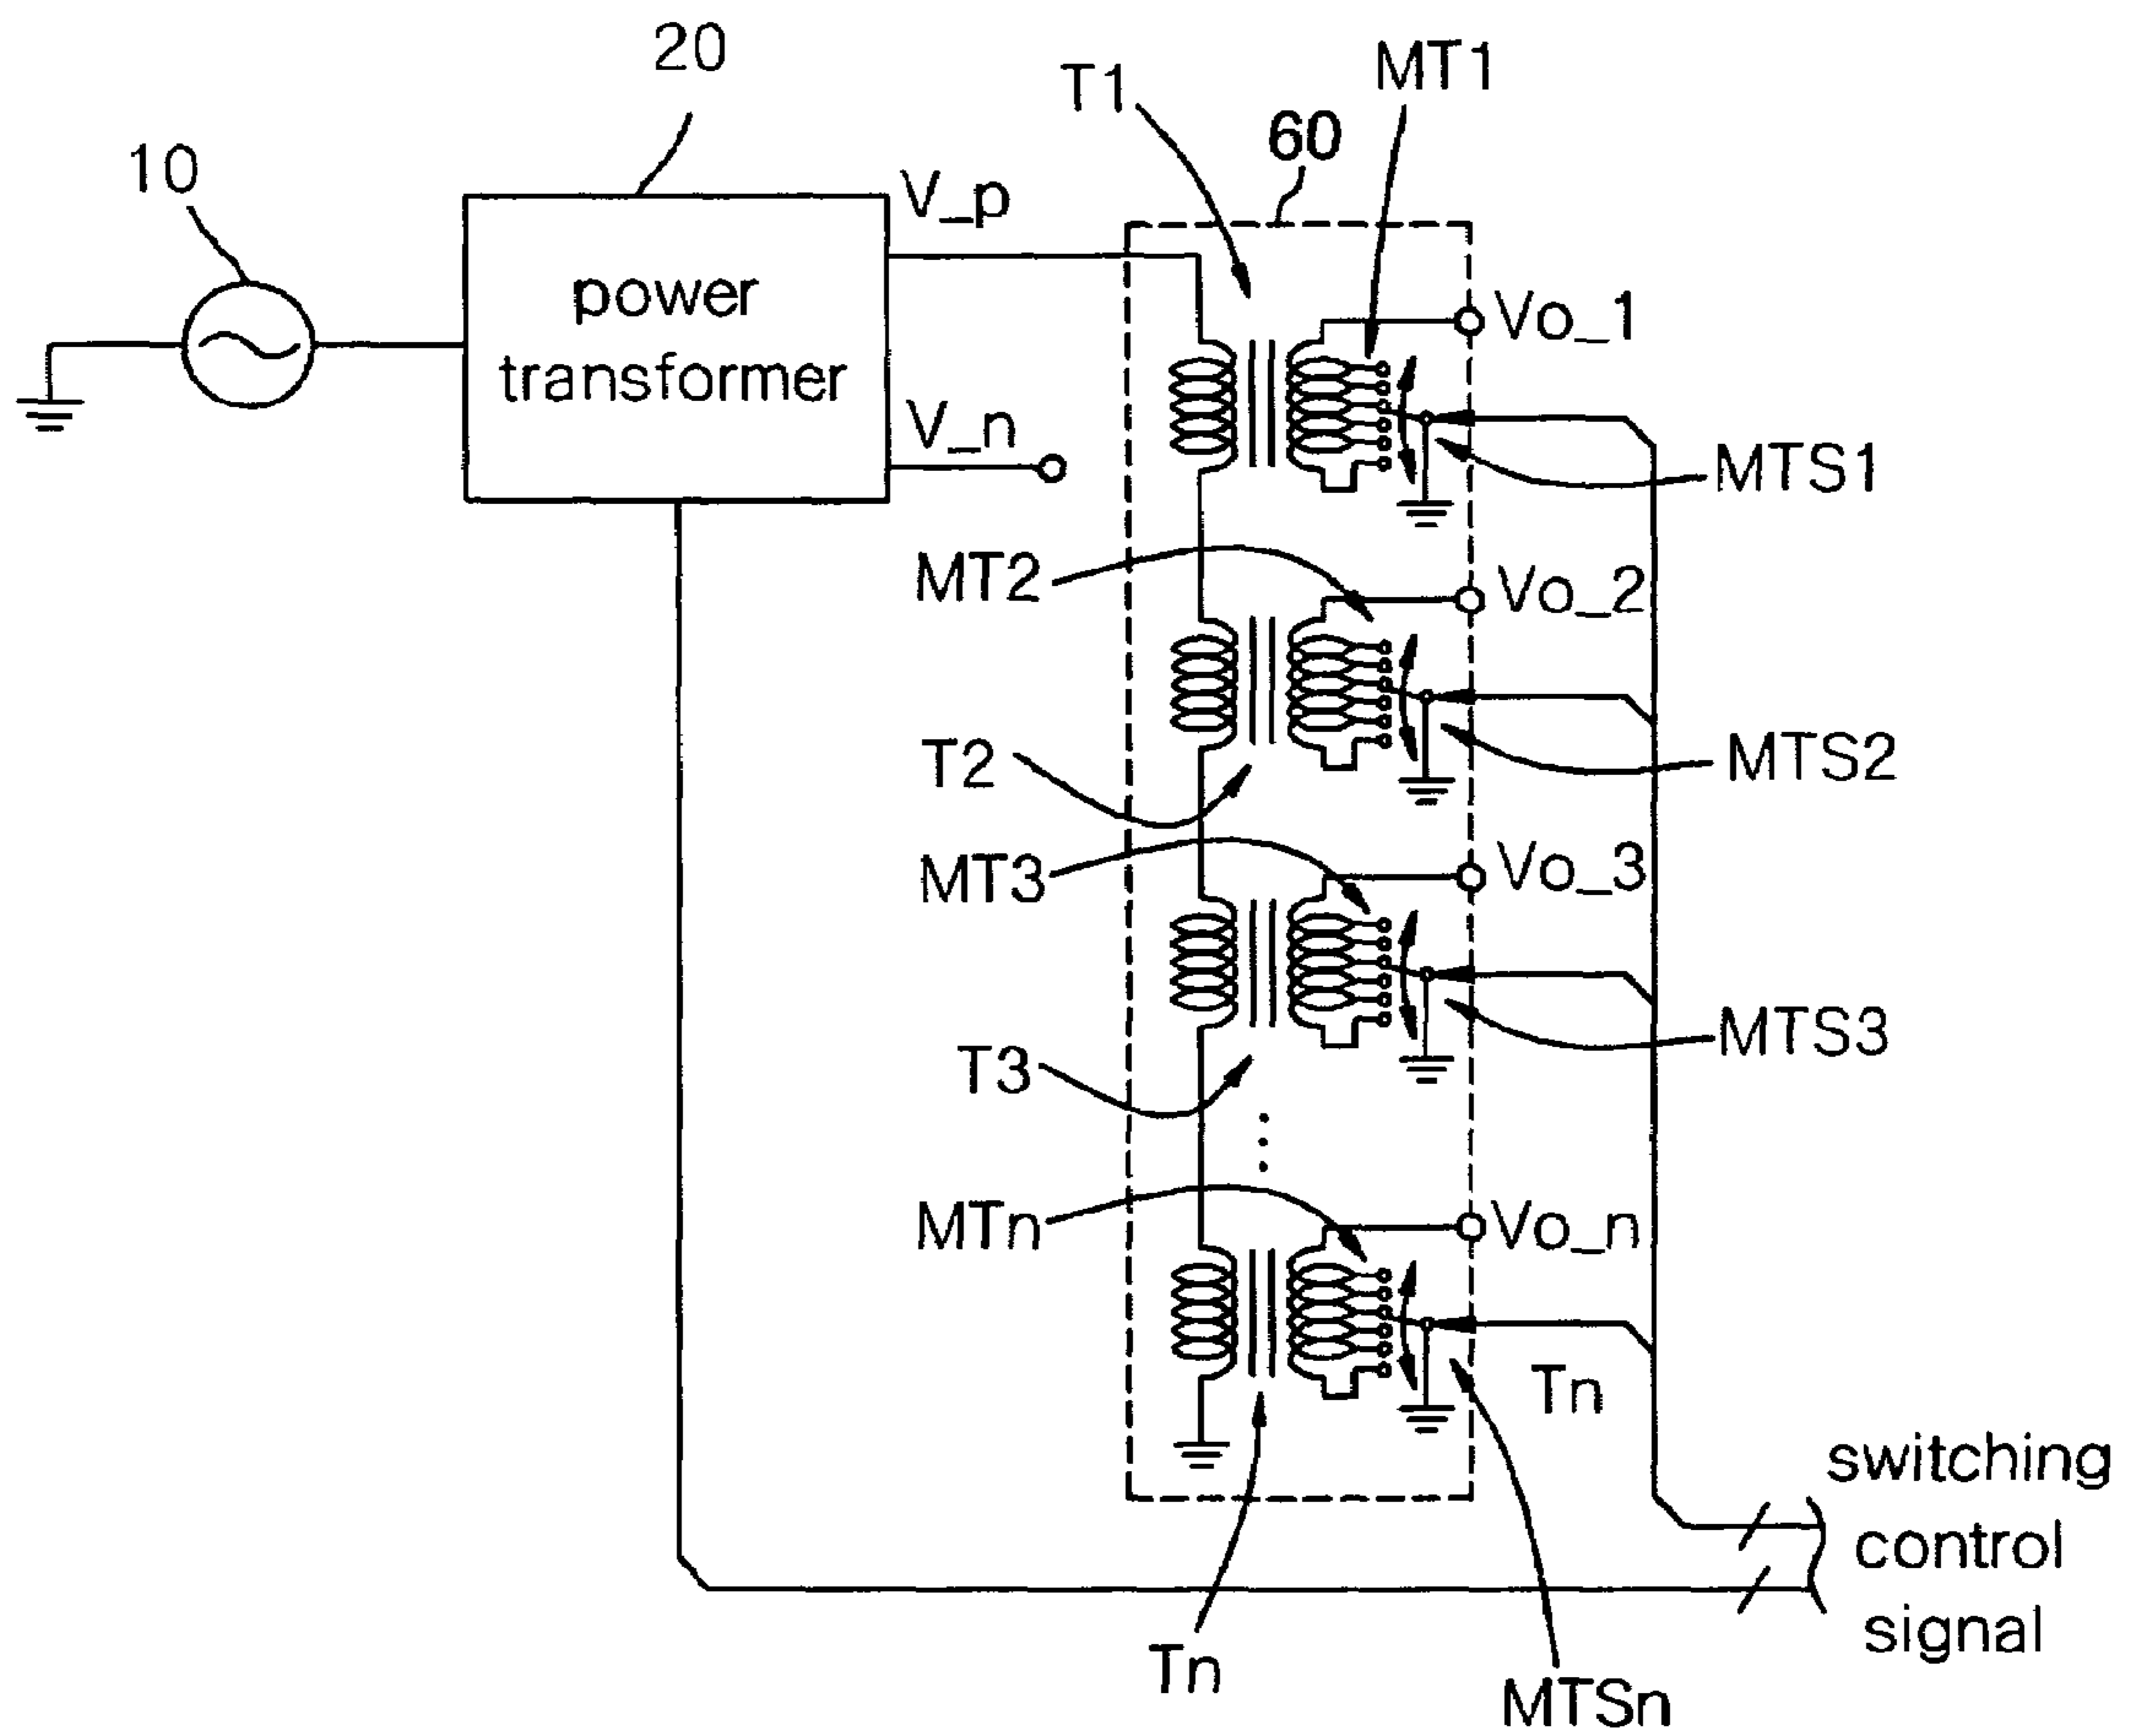 20
MT1
T1
60
10
V_p
power
transformer
Vo_1
V_n
MTS1
MT2
Vo_2
T2
MTS2
MT3
Vo_3
MTS3
T3
MTn
Vo_n
Tn
switching
control
signal
Tn
MTSn